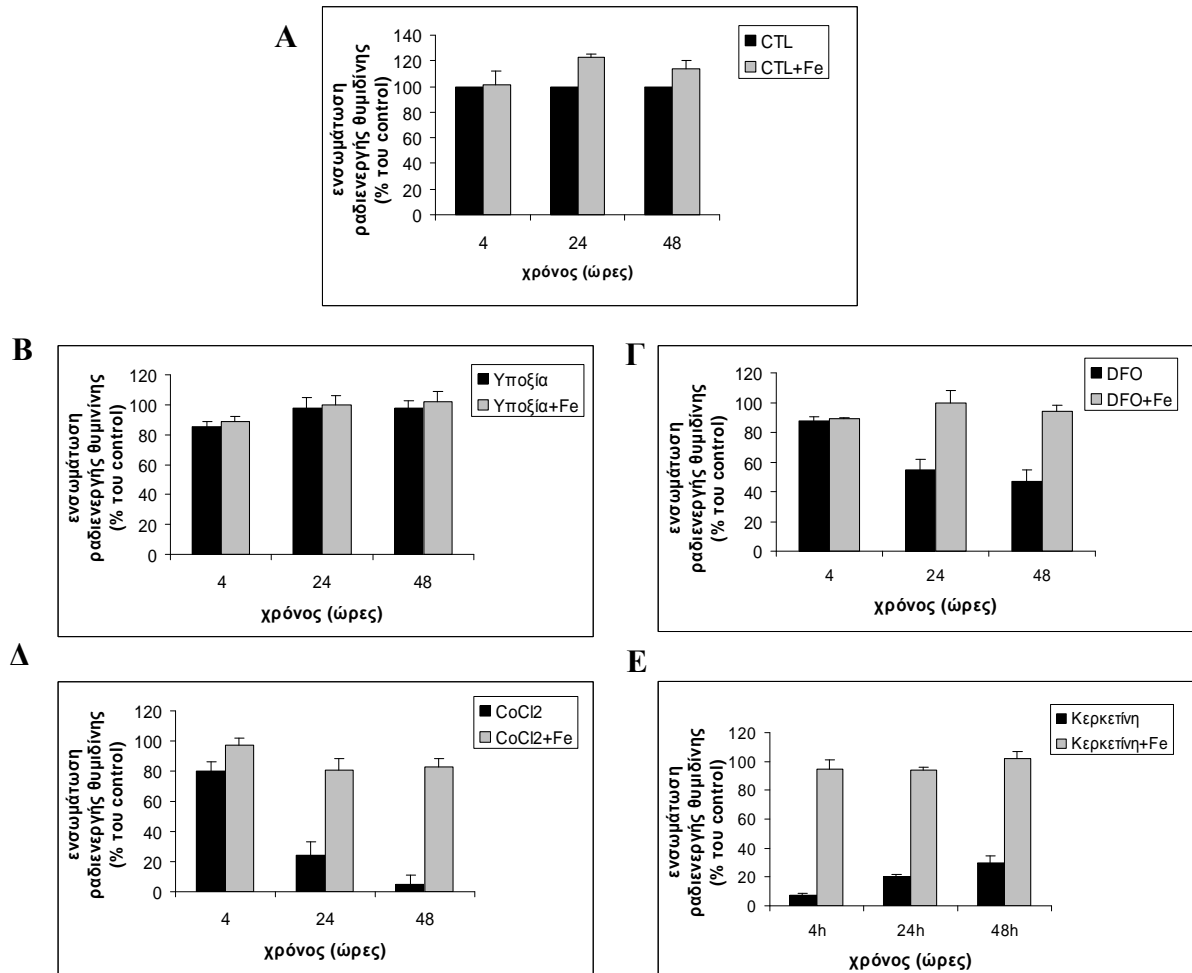 Α
ενσωμάτωση
ραδιενεργής θυμιδίνης
(% του control)
140
120
100
80
60
40
20
0
4
24
48
χρόνος (ώρες)
CTL
CTL+Fe
Β
ενσωμάτωση
ραδιενεργής θυμινίνης
(% του control)
120
100
80
60
40
20
0
4
24
48
χρόνος (ώρες)
Υποξία
Υποξία+Fe
Γ
ενσωμάτωση
ραδιενεργής θυμιδίνης
(% του control)
120
100
80
60
40
20
0
4
24
48
χρόνος (ώρες)
DFO
DFO+Fe
Δ
ενσωμάτωση
ραδιενεργής θυμιδίνης
(% του control)
120
100
80
60
40
20
0
4
24
48
χρόνος (ώρες)
CoCl2
CoCl2+Fe
Ε
ενσωμάτωση
ραδιενεργής θυμιδίνης
(% του control)
120
100
80
60
40
20
0
4h
24h
48h
χρόνος (ώρες)
Κερκετίνη
Κερκετίνη+Fe